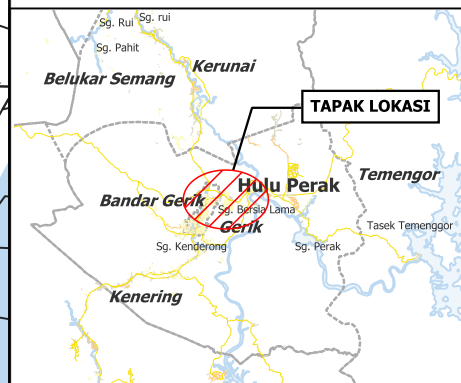 Sg. Rui
Sg. rui
Sg. Pahit
Kerunai
Belukar Semang
TAPAK LOKASI
Hulu Perak
Temengor
Bandar Gerik
Sg. Bersia Lama
Gerik
Tasek Temenggor
Sg. Kenderong
Sg. Perak
Kenering